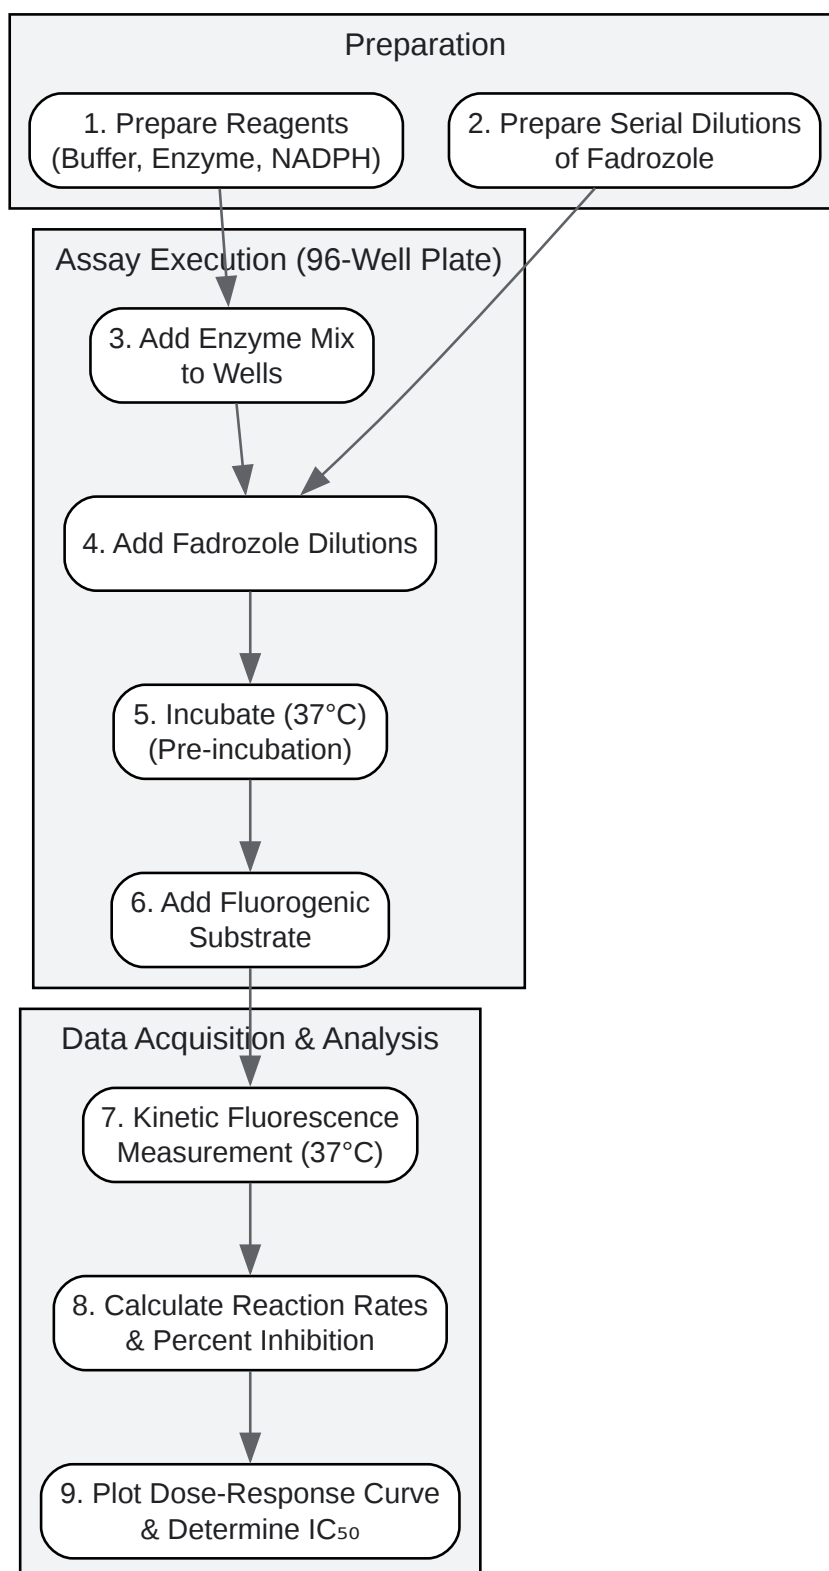 Preparation
1. Prepare Reagents
(Buffer, Enzyme, NADPH)
2. Prepare Serial Dilutions
of Fadrozole
Assay Execution (96-Well Plate)
3. Add Enzyme Mix
to Wells
4. Add Fadrozole Dilutions
5. Incubate (37°C)
(Pre-incubation)
6. Add Fluorogenic
Substrate
Data Acquisition & Analysis
7. Kinetic Fluorescence
Measurement (37°C)
8. Calculate Reaction Rates
& Percent Inhibition
9. Plot Dose-Response Curve
& Determine IC₅₀